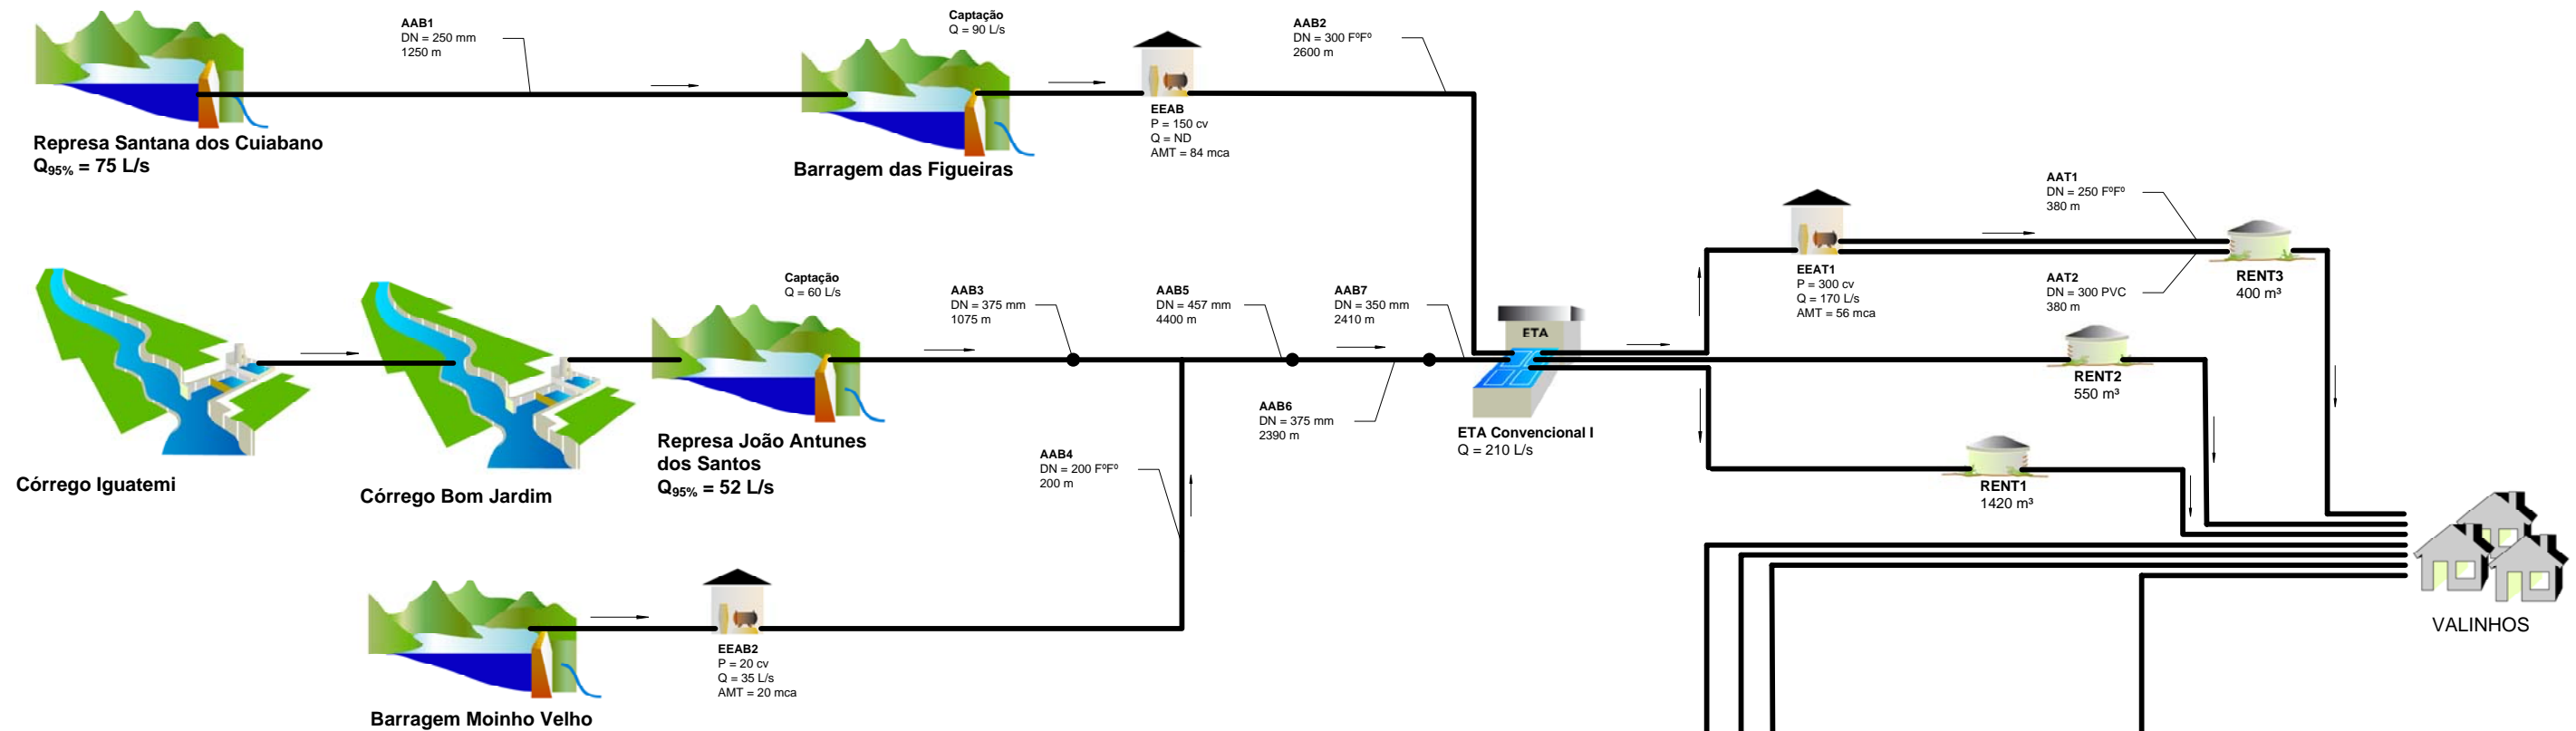 AAB1
DN = 250 mm
1250 m
Captação
Q = 90 L/s
AAB2
DN = 300 FºFº
2600 m
EEAB
P = 150 cv
Q = ND
AMT = 84 mca
Represa Santana dos Cuiabano
Q95% = 75 L/s
Barragem das Figueiras
AAT1
DN = 250 FºFº
380 m
EEAT1
P = 300 cv
Q = 170 L/s
AMT = 56 mca
AAT2
DN = 300 PVC
380 m
RENT3
400 m³
Captação
Q = 60 L/s
AAB3
DN = 375 mm
1075 m
AAB5
DN = 457 mm
4400 m
AAB7
DN = 350 mm
2410 m
ETA
RENT2
550 m³
AAB6
DN = 375 mm
2390 m
ETA Convencional I
Q = 210 L/s
Represa João Antunes
dos Santos
Q95% = 52 L/s
AAB4
DN = 200 FºFº
200 m
Córrego Iguatemi
Córrego Bom Jardim
RENT1
1420 m³
VALINHOS
EEAB2
P = 20 cv
Q = 35 L/s
AMT = 20 mca
Barragem Moinho Velho